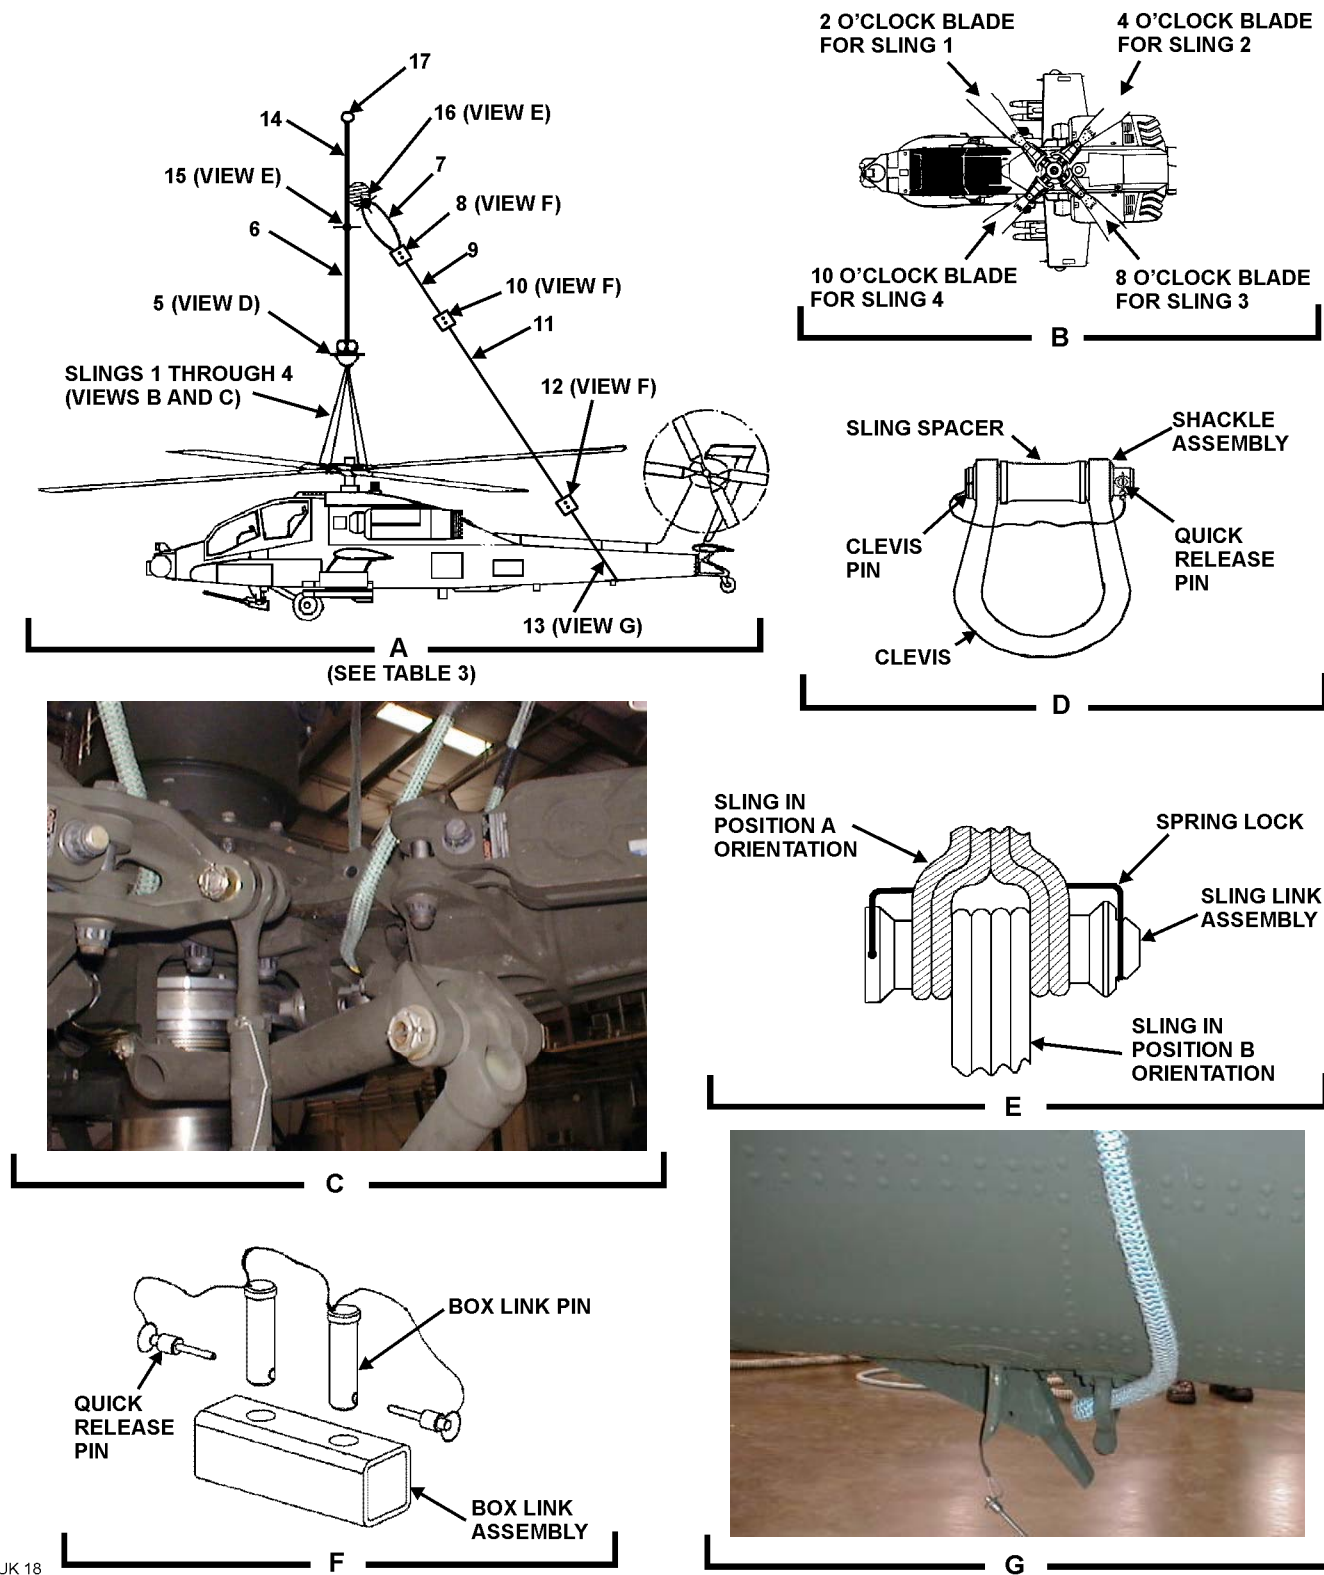 17
14
16 (VIEW E)
15 (VIEW E)
7
8 (VIEW F)
6
9
10 (VIEW F)
5 (VIEW D)
11
SLINGS 1 THROUGH 4
(VIEWS B AND C)
12 (VIEW F)
13 (VIEW G)
A
(SEE TABLE 3)
2 O'CLOCK BLADE
FOR SLING 1
4 O'CLOCK BLADE
FOR SLING 2
10 O'CLOCK BLADE
FOR SLING 4
8 O'CLOCK BLADE
FOR SLING 3
B
SLING SPACER
SHACKLE
ASSEMBLY
CLEVIS
PIN
QUICK
RELEASE
PIN
CLEVIS
D
C
SLING IN
POSITION A
ORIENTATION
SPRING LOCK
SLING LINK
ASSEMBLY
SLING IN
POSITION B
ORIENTATION
E
BOX LINK PIN
QUICK
RELEASE
PIN
BOX LINK
ASSEMBLY
F
G
UK 18